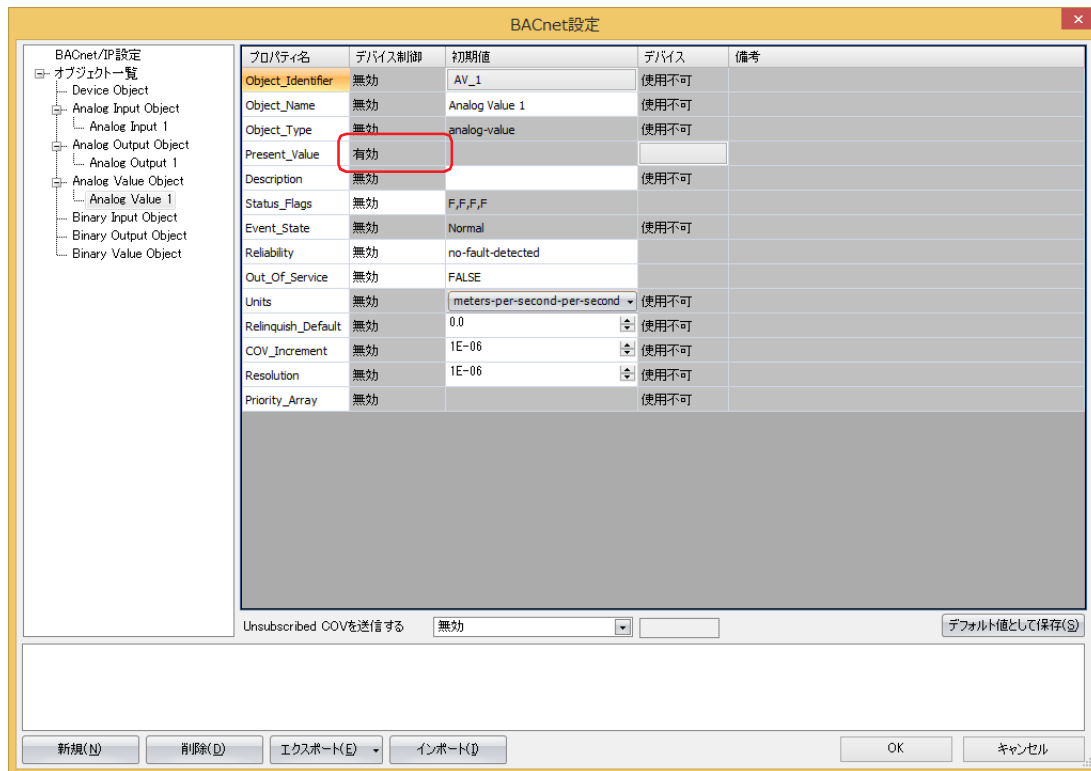 BACnet設定
BACnet/IP設定
オブジェクト一覧
Device Object
Analog Input Object
Analog Input 1
Analog Output Object
Analog Output 1
Analog Value Object
Analog Value 1
Binary Input Object
Binary Output Object
Binary Value Object
プロパティ名 デバイス制御 初期値 デバイス 備考
Object_Identifier 無効 AV_1 使用不可
Object_Name 無効 Analog Value 1 使用不可
Object_Type 無効 analog-value 使用不可
Present_Value 有効
Description 無効 使用不可
Status_Flags 無効 F,F,F,F
Event_State 無効 Normal 使用不可
Reliability 無効 no-fault-detected
Out_Of_Service 無効 FALSE
Units 無効 meters-per-second-per-second 使用不可
Relinquish_Default 無効 0.0 使用不可
COV_Increment 無効 1E-06 使用不可
Resolution 無効 1E-06 使用不可
Priority_Array 無効 使用不可
Unsubscribed COVを送信する 無効 デフォルト値として保存(S)
新規(N) 削除(D) エクスポート(E) インポート(I) OK キャンセル